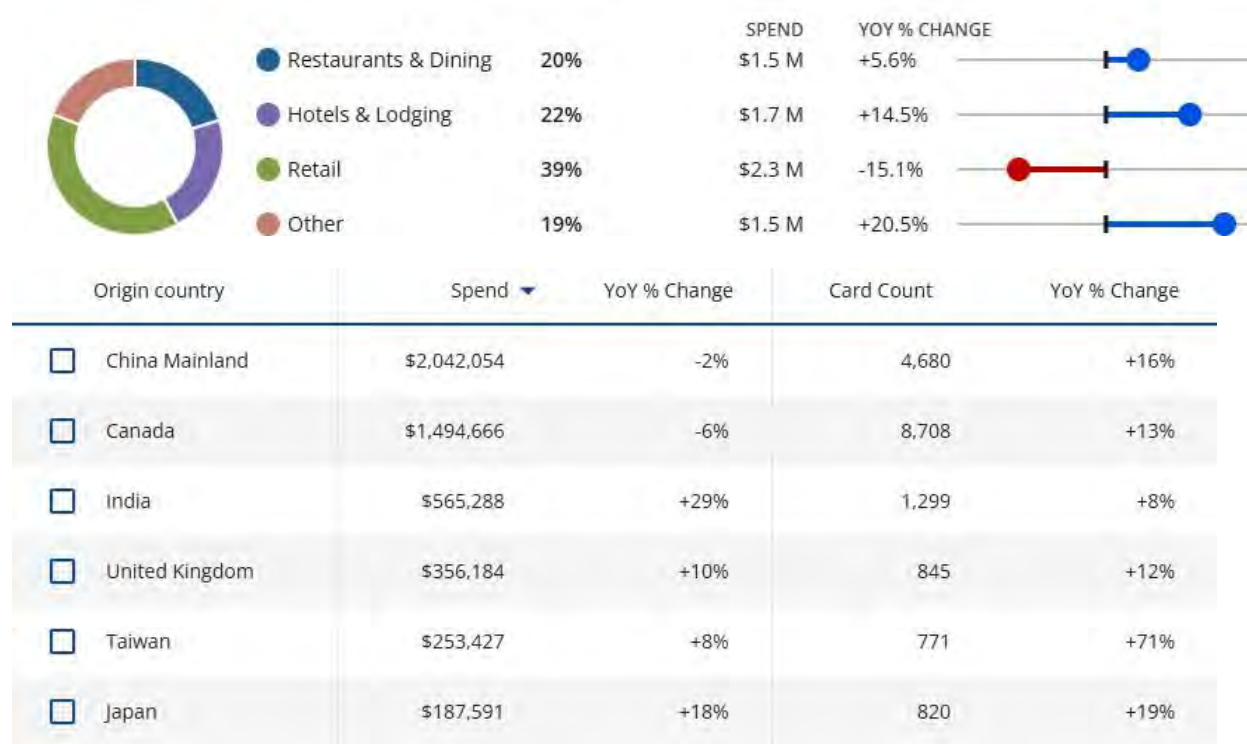 SPEND YOY % CHANGE
Restaurants & Dining 20% $1.5 M +5.6%
Hotels & Lodging 22% $1.7 M +14.5%
Retail 39% $2.3 M -15.1%
Other 19% $1.5 M +20.5%
Origin country Spend YoY % Change Card Count YoY % Change
China Mainland $2,042,054 -2% 4,680 +16%
Canada $1,494,666 -6% 8,708 +13%
India $565,288 +29% 1,299 +8%
United Kingdom $356,184 +10% 845 +12%
Taiwan $253,427 +8% 771 +71%
Japan $187,591 +18% 820 +19%